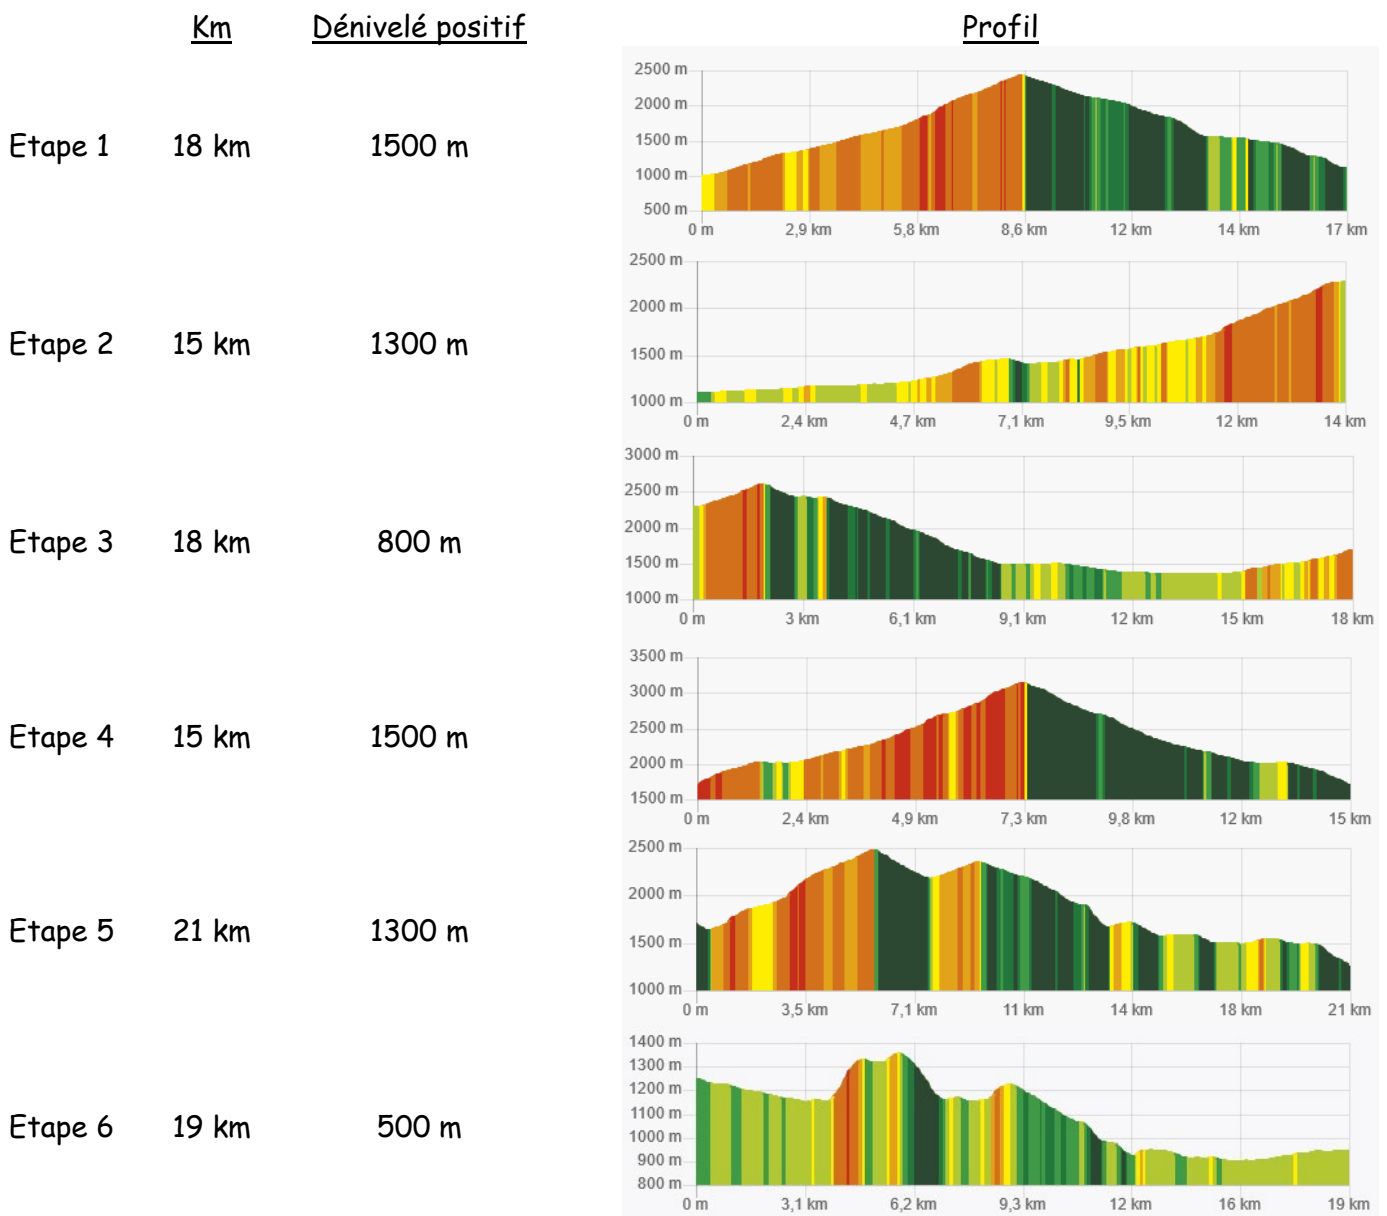 Km Dénivelé positif Profil
Etape 1 18 km 1500 m
2500 m
2000 m
1500 m
1000 m
500 m
0 m 2,9 km 5,8 km 8,6 km 12 km 14 km 17 km
Etape 2 15 km 1300 m
2500 m
2000 m
1500 m
1000 m
0 m 2,4 km 4,7 km 7,1 km 9,5 km 12 km 14 km
Etape 3 18 km 800 m
3000 m
2500 m
2000 m
1500 m
1000 m
0 m 3 km 6,1 km 9,1 km 12 km 15 km 18 km
Etape 4 15 km 1500 m
3500 m
3000 m
2500 m
2000 m
1500 m
0 m 2,4 km 4,9 km 7,3 km 9,8 km 12 km 15 km
Etape 5 21 km 1300 m
2500 m
2000 m
1500 m
1000 m
0 m 3,5 km 7,1 km 11 km 14 km 18 km 21 km
Etape 6 19 km 500 m
1400 m
1300 m
1200 m
1100 m
1000 m
900 m
800 m
0 m 3,1 km 6,2 km 9,3 km 12 km 16 km 19 km